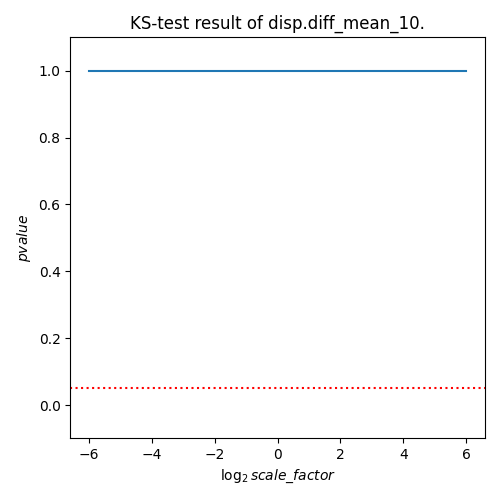 KS-test result of disp.diff_mean_10.
1.0
0.8
0.6
0.4
0.2
0.0
pvalue
−6 −4 −2 0 2 4 6
log₂ scale_factor